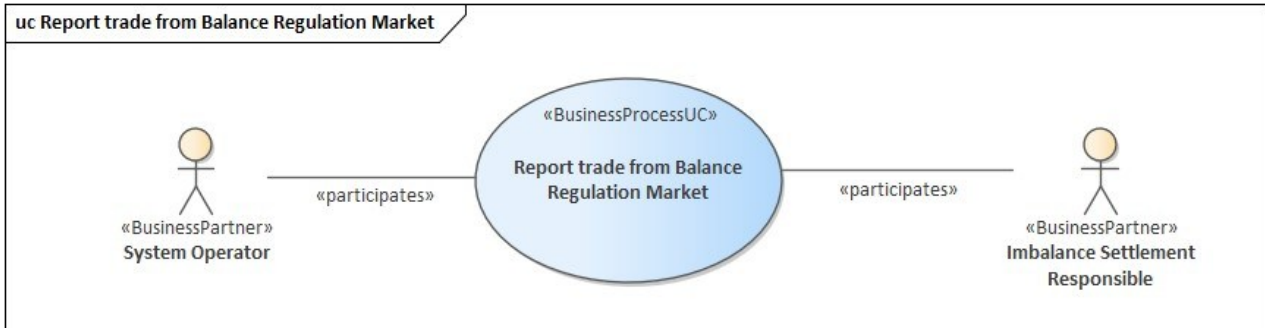 uc Report trade from Balance Regulation Market
«BusinessProcessUC»
Report trade from Balance
Regulation Market
«participates»
«participates»
«BusinessPartner»
System Operator
«BusinessPartner»
Imbalance Settlement
Responsible